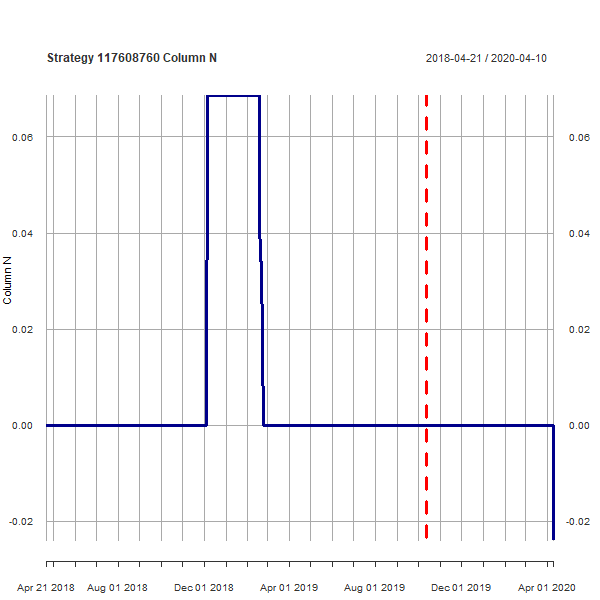 Strategy 117608760 Column N
2018-04-21 / 2020-04-10
0.06
0.06
0.04
0.04
Column N
0.02
0.02
0.00
0.00
-0.02
-0.02
Apr 21 2018
Aug 01 2018
Dec 01 2018
Apr 01 2019
Aug 01 2019
Dec 01 2019
Apr 01 2020